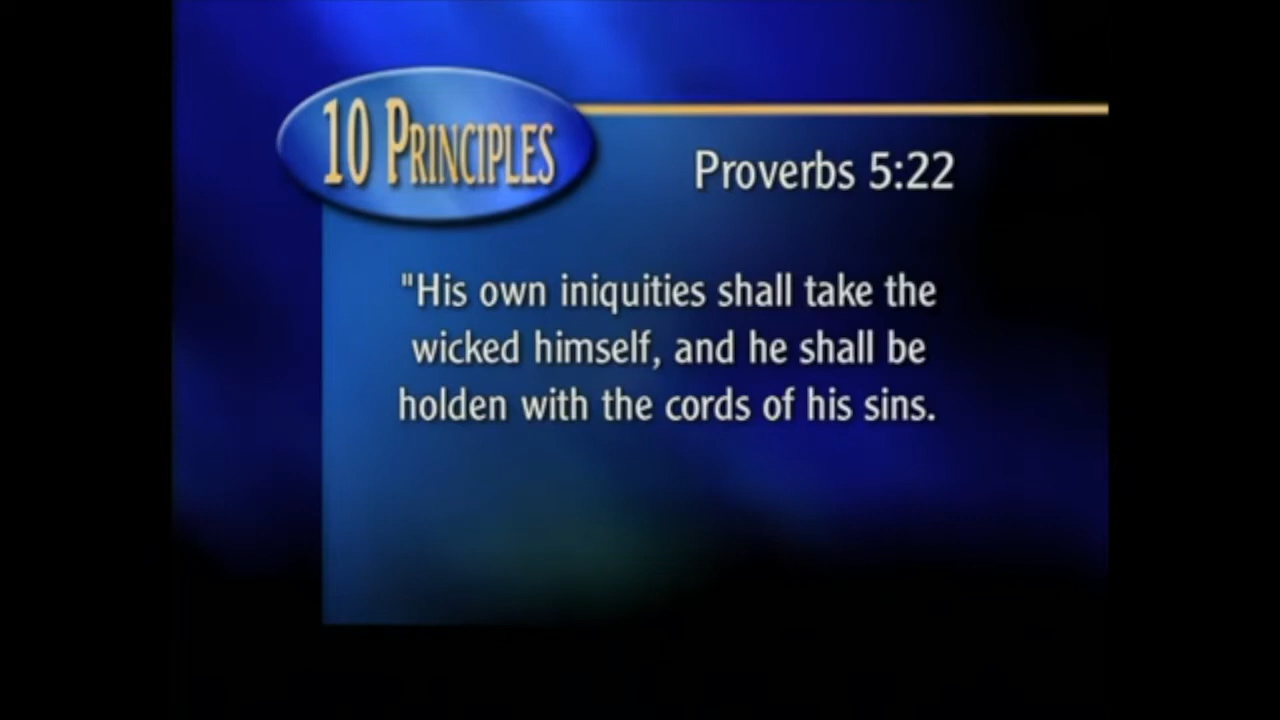 10 PRINCIPLES
Proverbs 5:22
"His own iniquities shall take the
wicked himself, and he shall be
holden with the cords of his sins.